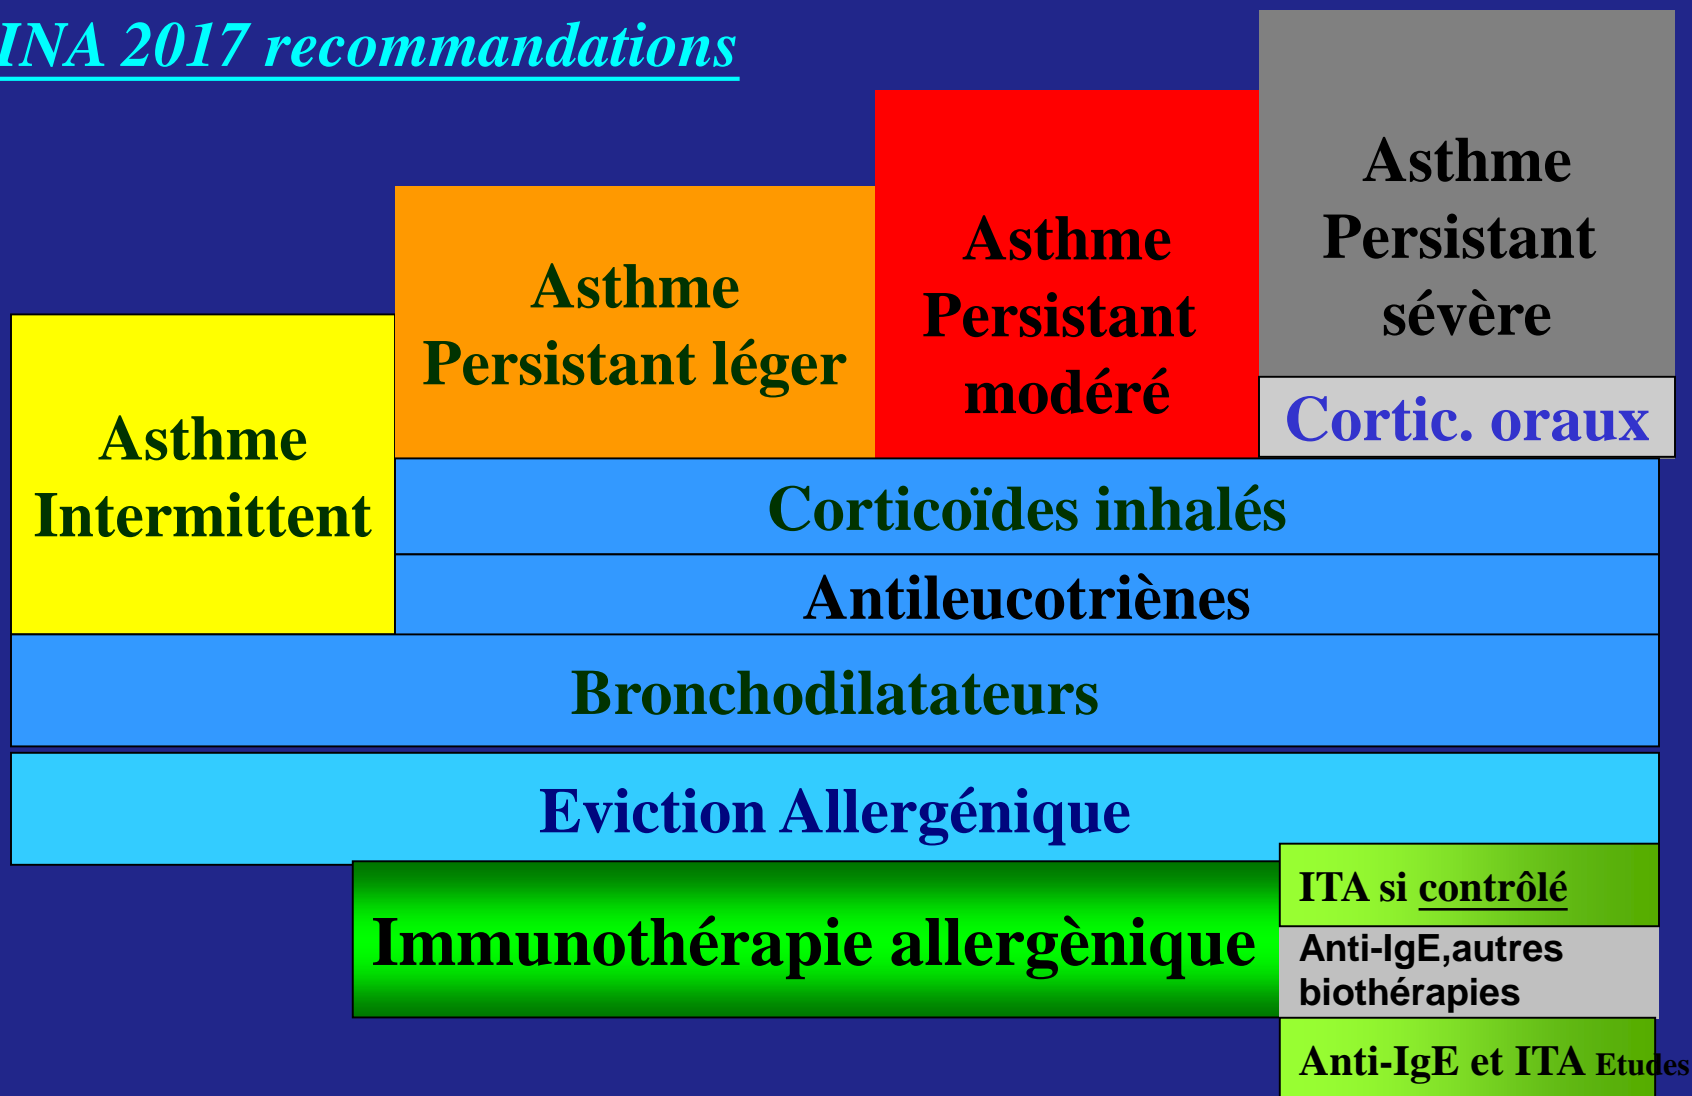 INA 2017 recommandations
Asthme
Intermittent
Asthme
Persistant léger
Asthme
Persistant
modéré
Asthme
Persistant
sévère
Cortic. oraux
Corticoïdes inhalés
Antileucotriènes
Bronchodilatateurs
Eviction Allergénique
Immunothérapie allergènique
ITA si contrôlé
Anti-IgE,autres
biothérapies
Anti-IgE et ITA Etudes